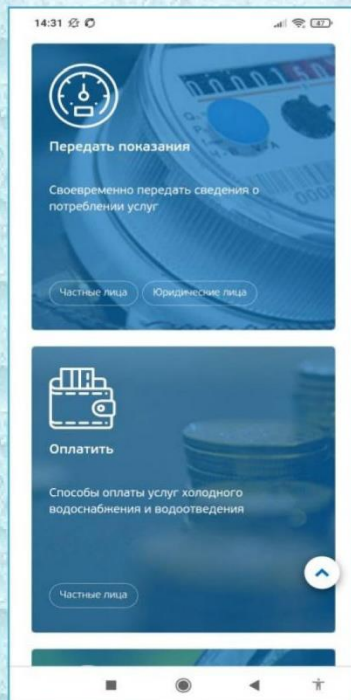 14:31
47
Передать показания
Своевременно передать сведения о
потреблении услуг
Частные лица
Юридические лица
Оплатить
Способы оплаты услуг холодного
водоснабжения и водоотведения
Частные лица